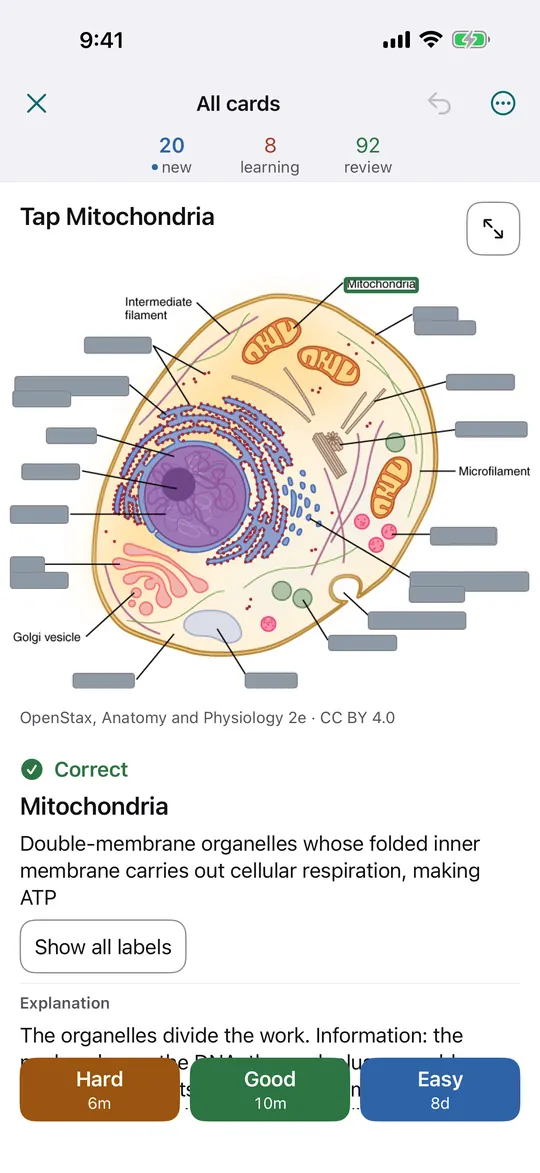 9:41
All cards
20
8
92
new
learning
review
Tap Mitochondria
Mitochondria
Intermediate
filament
Microfilament
Golgi vesicle
OpenStax, Anatomy and Physiology 2e · CC BY 4.0
Correct
Mitochondria
Double-membrane organelles whose folded inner
membrane carries out cellular respiration, making
ATP
Show all labels
Explanation
The organelles divide the work. Information: the
Hard
6m
Good
10m
Easy
8d